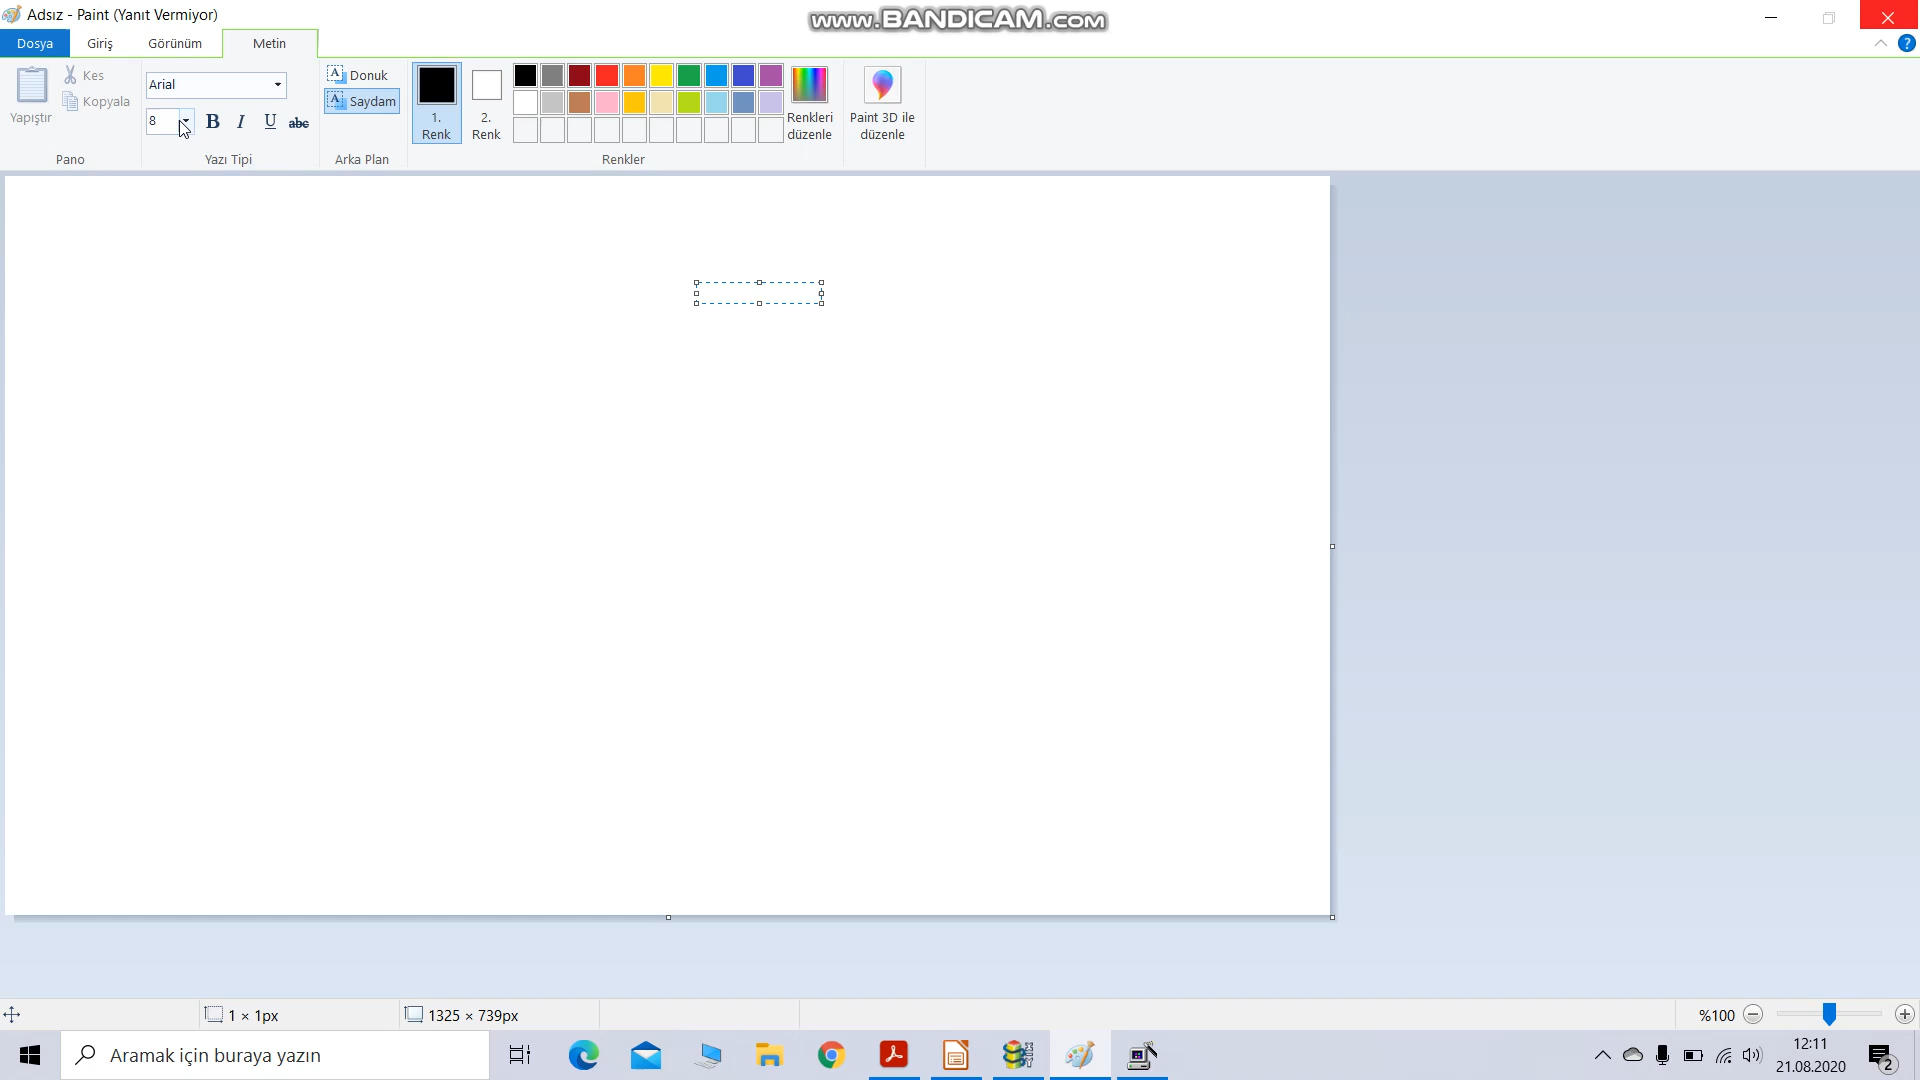 Adsız - Paint (Yanıt Vermiyor)
www.BANDICAM.com
Dosya
Giriş
Görünüm
Metin
?
Yapıştır
Kes
Kopyala
Pano
Arial
8
B I U abc
Yazı Tipi
Donuk
Saydam
Arka Plan
1.
Renk
2.
Renk
Renkler
Renkleri
düzenle
Paint 3D ile
düzenle
1 × 1px
1325 × 739px
%100
Aramak için buraya yazın
12:11
21.08.2020
2